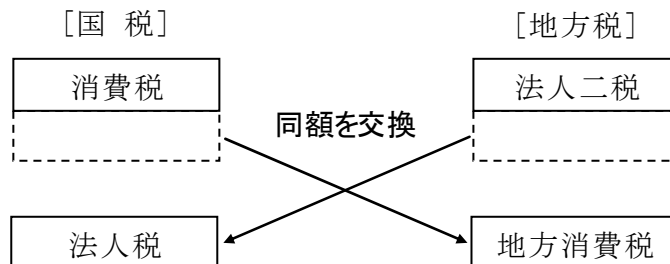 ［国 税］
［地方税］
消費税
法人二税
同額を交換
法人税
地方消費税